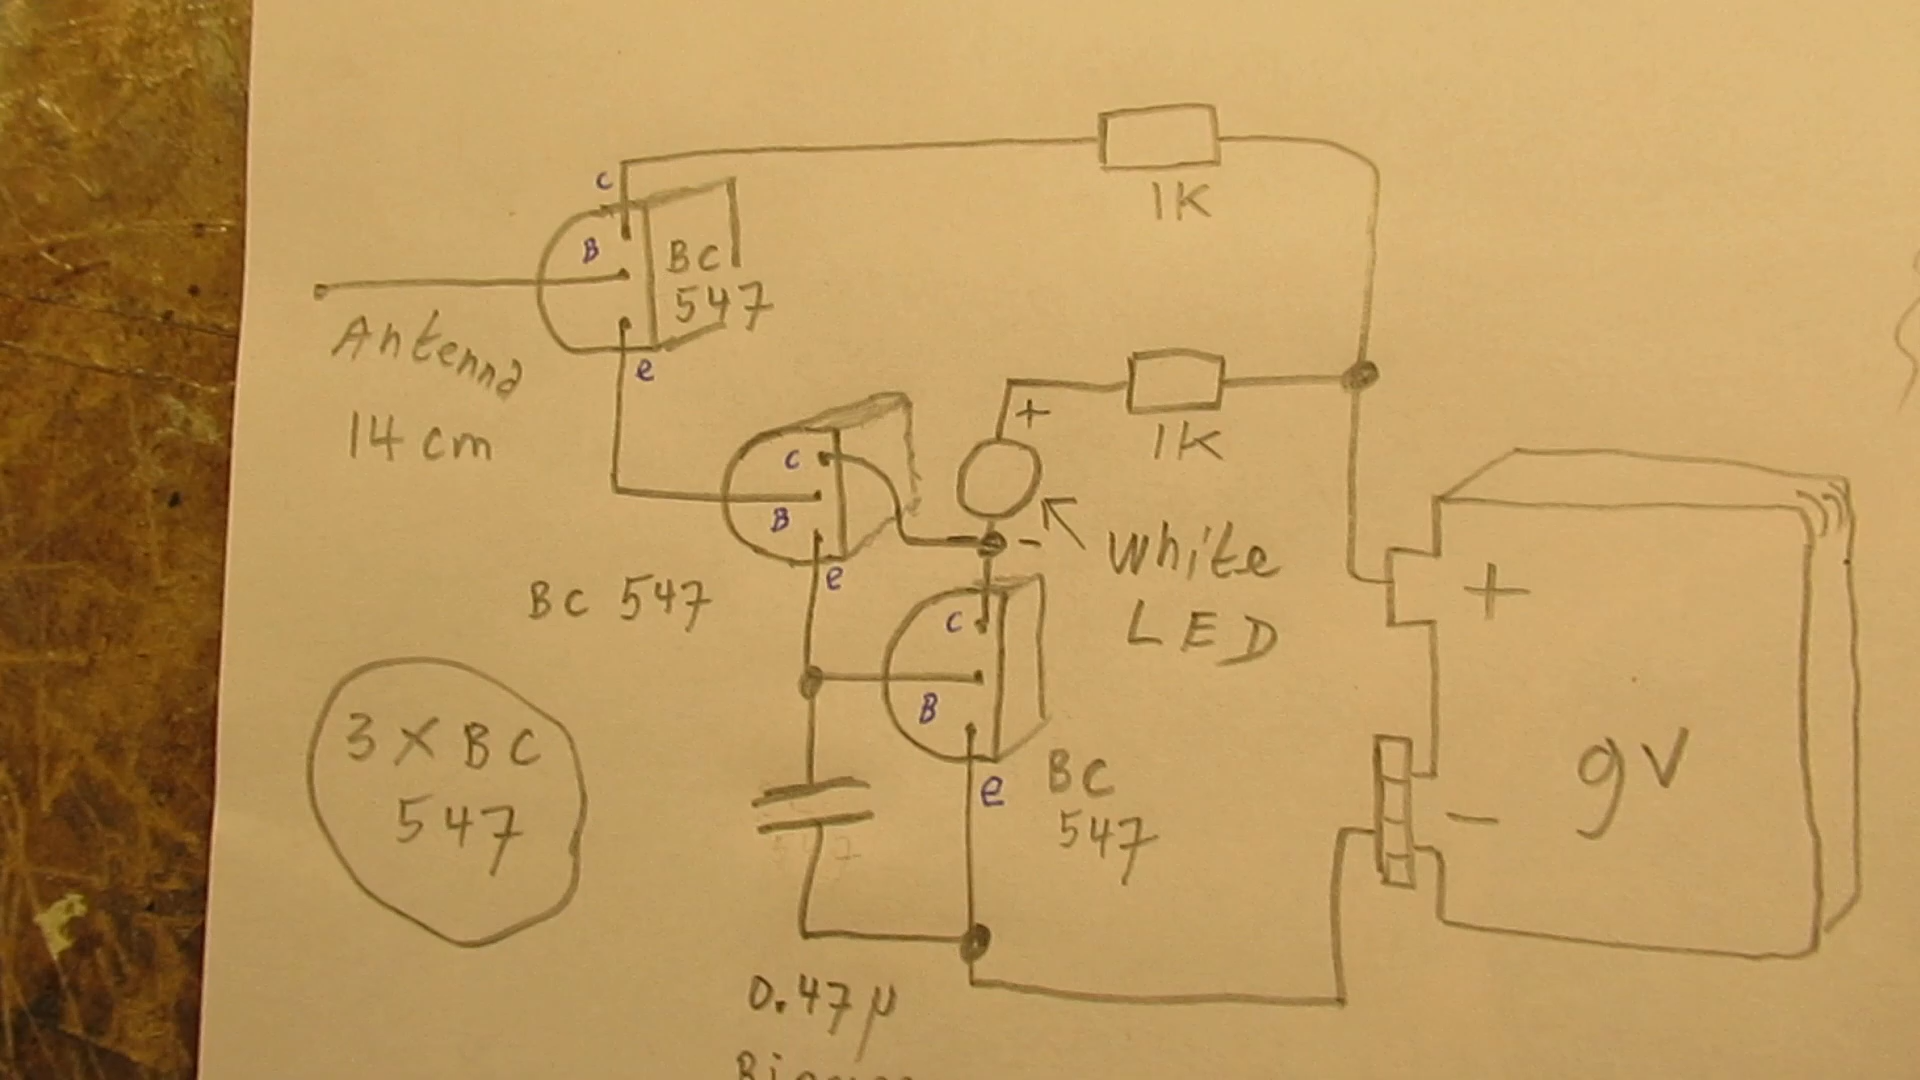 C
B
e
BC
547
1K
Antenna
14 cm
C
B
e
BC 547
+
1K
-
White
LED
C
B
e
BC
547
+
-
9V
3 X BC
547
0.47µ